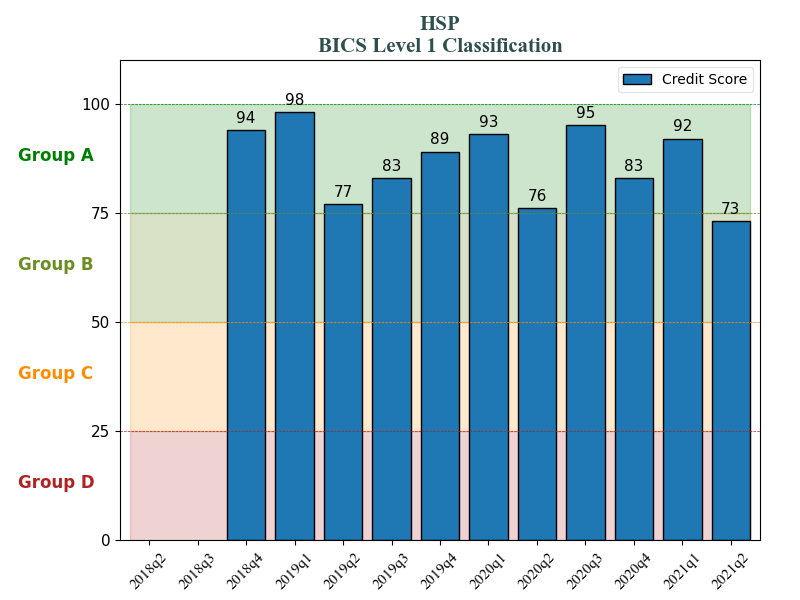 HSP
BICS Level 1 Classification
Credit Score
100
75
50
25
0
Group A
Group B
Group C
Group D
94
98
77
83
89
93
76
95
83
92
73
2018q2
2018q3
2018q4
2019q1
2019q2
2019q3
2019q4
2020q1
2020q2
2020q3
2020q4
2021q1
2021q2